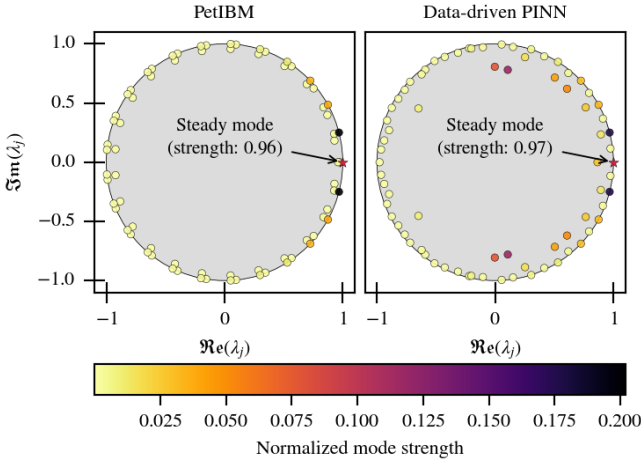 PetIBM
Data-driven PINN
1.0
0.5
0.0
−0.5
−1.0
𝕴𝖒(λⱼ)
Steady mode
(strength: 0.96)
Steady mode
(strength: 0.97)
−1
0
1
−1
0
1
𝕽𝖊(λⱼ)
𝕽𝖊(λⱼ)
0.025
0.050
0.075
0.100
0.125
0.150
0.175
0.200
Normalized mode strength